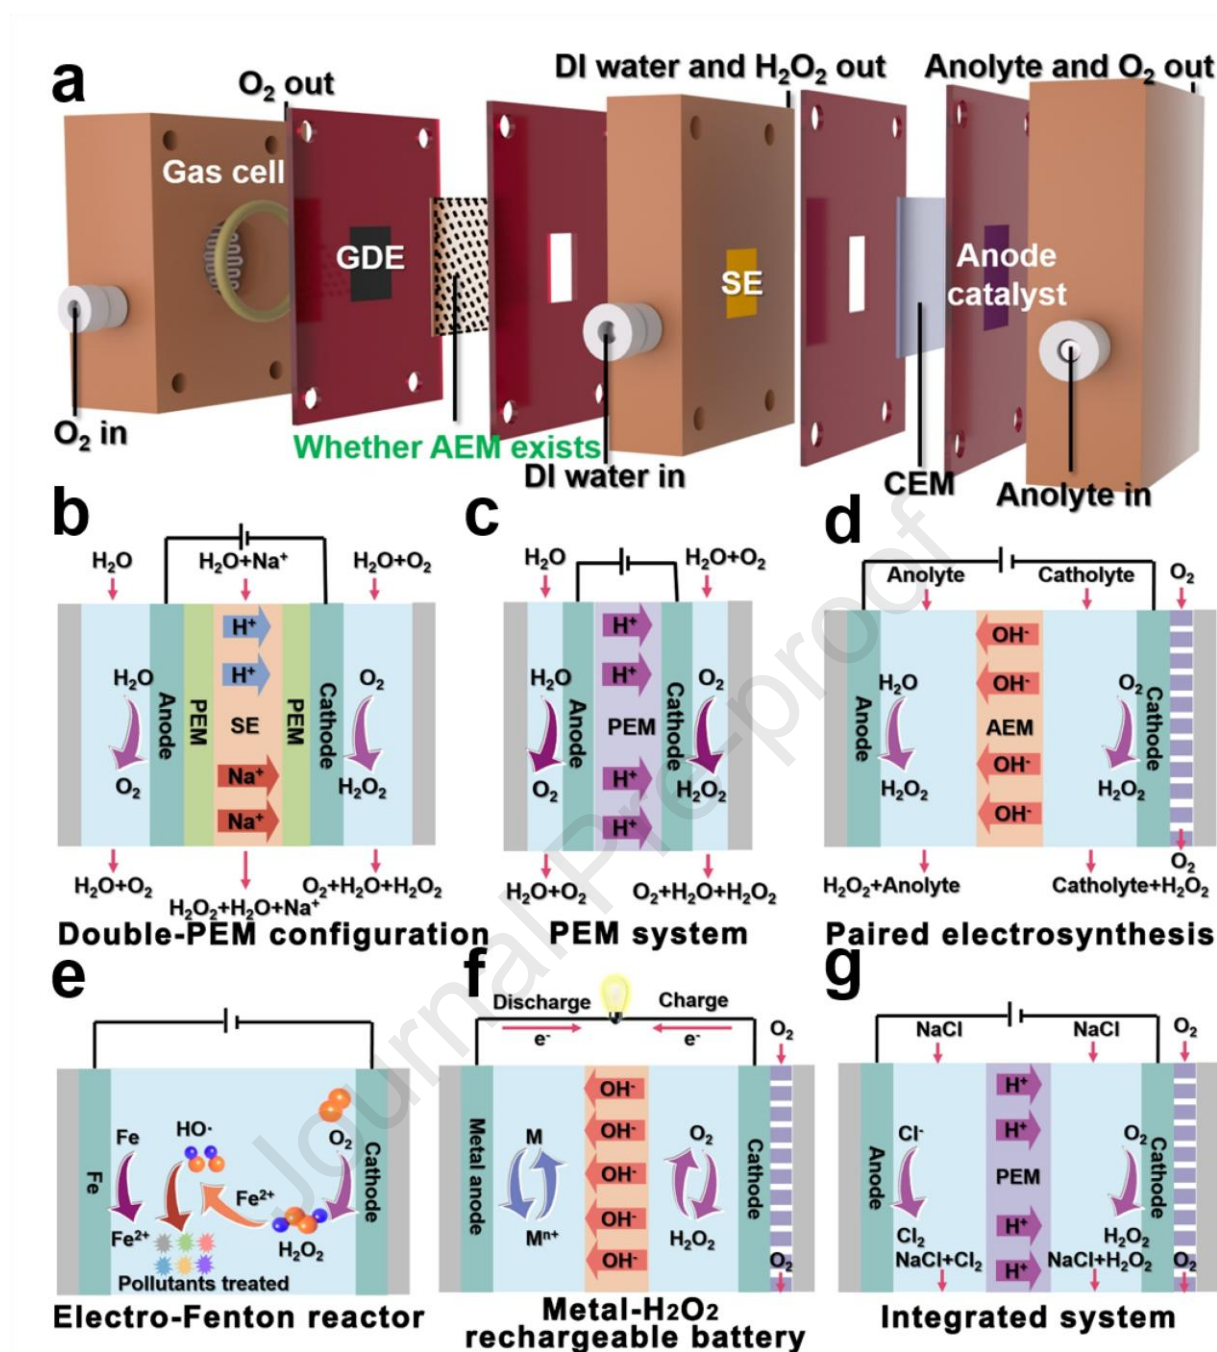 a
O₂ out
DI water and H₂O₂ out
Anolyte and O₂ out
Gas cell
GDE
SE
Anode
catalyst
O₂ in
Whether AEM exists
DI water in
CEM
Anolyte in
b
H₂O
H₂O+Na⁺
H₂O+O₂
H⁺
H⁺
H₂O
O₂
Anode
PEM
SE
PEM
Cathode
O₂
H₂O₂
Na⁺
Na⁺
H₂O+O₂
H₂O₂+H₂O+Na⁺
O₂+H₂O+H₂O₂
Double-PEM configuration
c
H₂O
H₂O+O₂
H⁺
H⁺
H₂O
O₂
Anode
PEM
Cathode
O₂
H₂O₂
H⁺
H⁺
H₂O+O₂
O₂+H₂O+H₂O₂
PEM system
d
Anolyte
Catholyte
O₂
OH⁻
OH⁻
Anode
H₂O
H₂O₂
AEM
O₂
H₂O₂
Cathode
OH⁻
OH⁻
O₂
H₂O₂+Anolyte
Catholyte+H₂O₂
Paired electrosynthesis
e
Fe
Fe
Fe²⁺
HO·
Fe²⁺
O₂
H₂O₂
Cathode
Pollutants treated
Electro-Fenton reactor
f
Discharge
Charge
e⁻
e⁻
O₂
OH⁻
OH⁻
OH⁻
OH⁻
OH⁻
Metal anode
M
Mⁿ⁺
O₂
H₂O₂
Cathode
O₂
Metal-H₂O₂
rechargeable battery
g
NaCl
NaCl
O₂
H⁺
H⁺
Anode
Cl⁻
Cl₂
PEM
O₂
H₂O₂
Cathode
H⁺
H⁺
NaCl+Cl₂
NaCl+H₂O₂
O₂
Integrated system
Journal Pre-proof